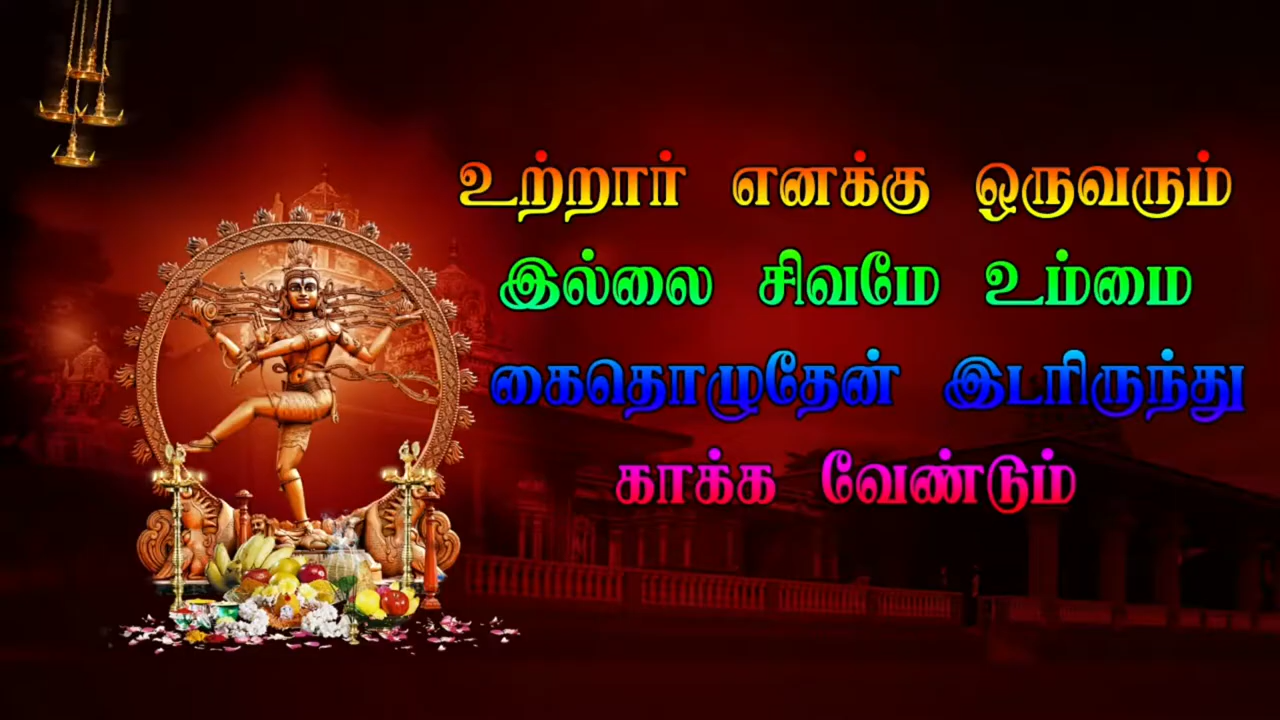 உற்றார் எனக்கு ஒருவரும்
இல்லை சிவமே உம்மை
கைதொழுதேன் இடரிருந்து
காக்க வேண்டும்